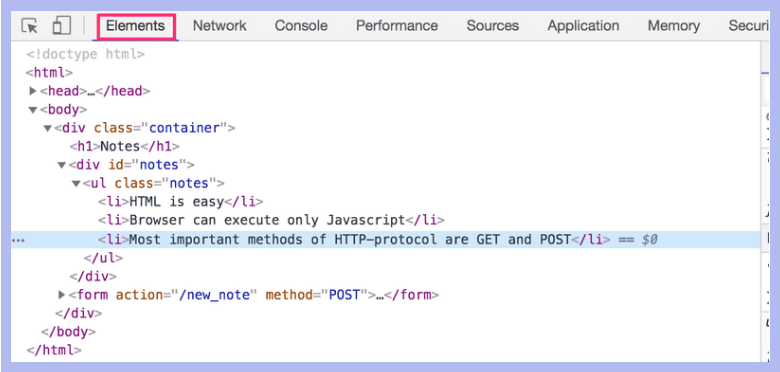 Elements Network Console Performance Sources Application Memory Securi
<!doctype html>
<html>
▶<head>…</head>
▼<body>
▼<div class="container">
<h1>Notes</h1>
▼<div id="notes">
▼<ul class="notes">
<li>HTML is easy</li>
<li>Browser can execute only Javascript</li>
… <li>Most important methods of HTTP-protocol are GET and POST</li> == $0
</ul>
</div>
▶<form action="/new_note" method="POST">…</form>
</div>
</body>
</html>